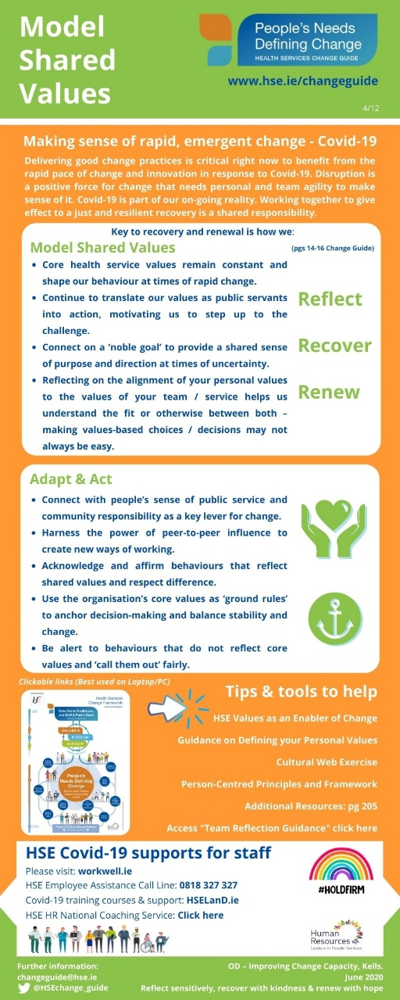 Model
Shared
Values
People's Needs
Defining Change
HEALTH SERVICES CHANGE GUIDE
www.hse.ie/changeguide
4/12
Making sense of rapid, emergent change - Covid-19
Delivering good change practices is critical right now to benefit from the
rapid pace of change and innovation in response to Covid-19. Disruption is
a positive force for change that needs personal and team agility to make
sense of it. Covid-19 is part of our on-going reality. Working together to give
effect to a just and resilient recovery is a shared responsibility.
Key to recovery and renewal is how we:
Model Shared Values
(pgs 14-16 Change Guide)
• Core health service values remain constant and
shape our behaviour at times of rapid change.
• Continue to translate our values as public servants
into action, motivating us to step up to the
challenge.
• Connect on a ‘noble goal’ to provide a shared sense
of purpose and direction at times of uncertainty.
• Reflecting on the alignment of your personal values
to the values of your team / service helps us
understand the fit or otherwise between both –
making values-based choices / decisions may not
always be easy.
Reflect
Recover
Renew
Adapt & Act
• Connect with people’s sense of public service and
community responsibility as a key lever for change.
• Harness the power of peer-to-peer influence to
create new ways of working.
• Acknowledge and affirm behaviours that reflect
shared values and respect difference.
• Use the organisation’s core values as ‘ground rules’
to anchor decision-making and balance stability and
change.
• Be alert to behaviours that do not reflect core
values and ‘call them out’ fairly.
Clickable links (Best used on Laptop/PC)
Health Services
Change Framework
Safer Better Healthcare,
and Staff & Public Value
DELIVER
DESIGN
DEFINE
People's
Needs Defining
Change
People & Cultural Change Platform
Tips & tools to help
HSE Values as an Enabler of Change
Guidance on Defining your Personal Values
Cultural Web Exercise
Person-Centred Principles and Framework
Additional Resources: pg 205
Access "Team Reflection Guidance" click here
HSE Covid-19 supports for staff
Please visit: workwell.ie
HSE Employee Assistance Call Line: 0818 327 327
Covid-19 training courses & support: HSELanD.ie
HSE HR National Coaching Service: Click here
#HOLDFIRM
Human
Resources
Leaders in People Services
Further information:
changeguide@hse.ie
@HSEchange_guide
OD – Improving Change Capacity, Kells.
June 2020
Reflect sensitively, recover with kindness & renew with hope